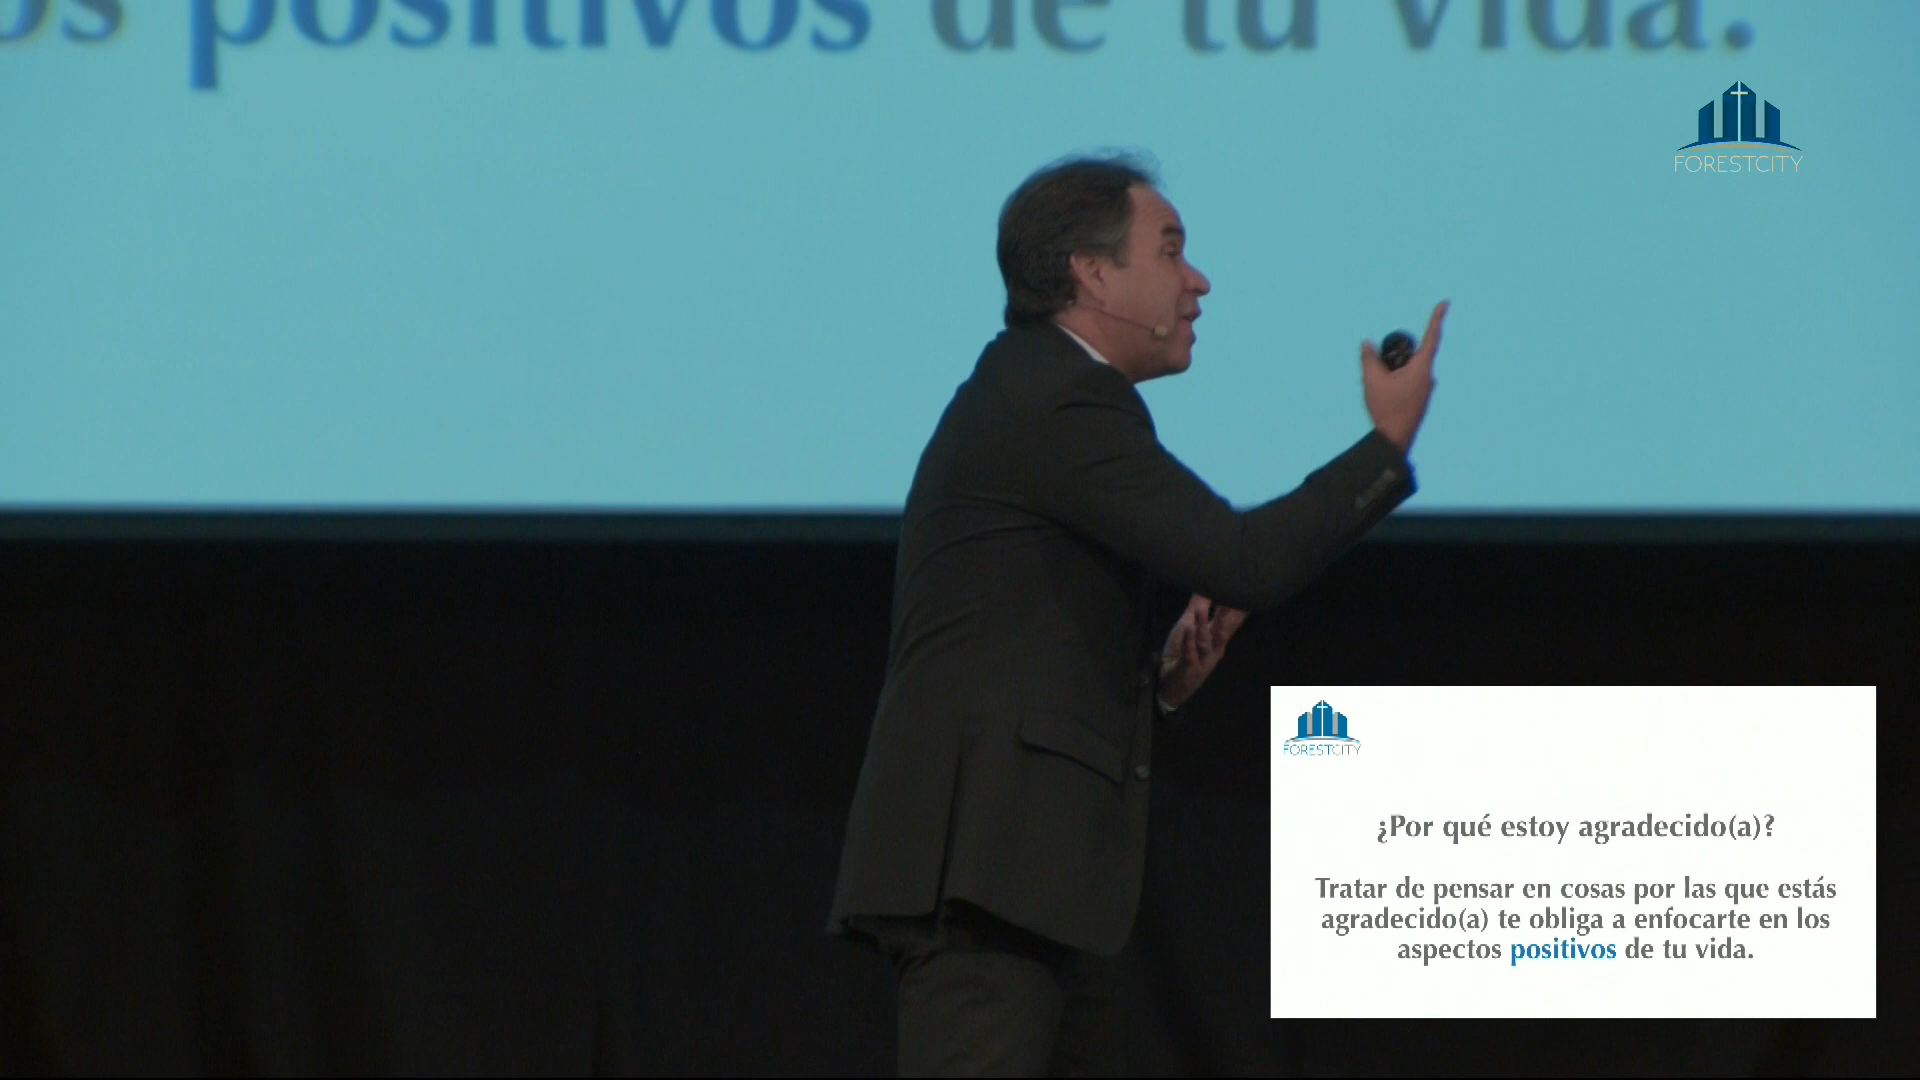 positivos de tu vida.
FORESTCITY
FORESTCITY
¿Por qué estoy agradecido(a)?
Tratar de pensar en cosas por las que estás
agradecido(a) te obliga a enfocarte en los
aspectos positivos de tu vida.